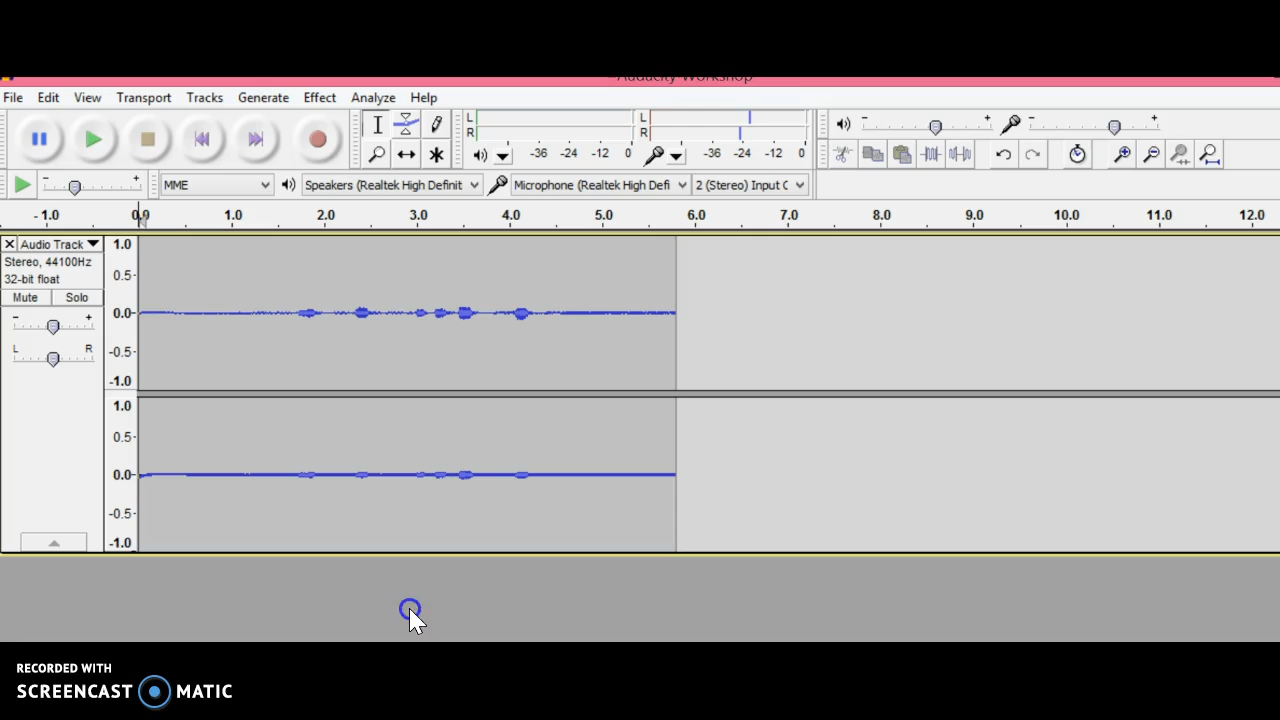 Audacity Workshop
File Edit View Transport Tracks Generate Effect Analyze Help
L L
R R
-36 -24 -12 0 -36 -24 -12 0
- + - +
- + MME Speakers (Realtek High Definit Microphone (Realtek High Defi 2 (Stereo) Input C
- 1.0 0.0 1.0 2.0 3.0 4.0 5.0 6.0 7.0 8.0 9.0 10.0 11.0 12.0
Audio Track 1.0
Stereo, 44100Hz
32-bit float 0.5
Mute Solo
- + 0.0
L R -0.5
-1.0
1.0
0.5
0.0
-0.5
-1.0
RECORDED WITH
SCREENCAST MATIC